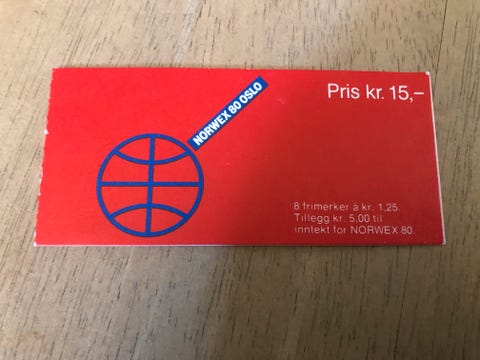 NORWEX 80 OSLO
Pris kr. 15,–
8 frimerker à kr. 1,25.
Tillegg kr. 5,00 til
inntekt for NORWEX 80.